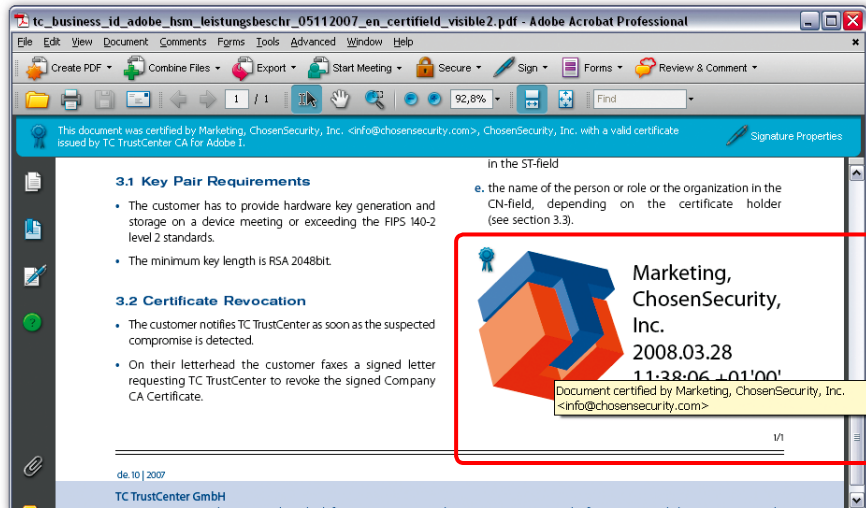 tc_business_id_adobe_hsm_leistungsbeschr_05112007_en_certifield_visible2.pdf - Adobe Acrobat Professional
File Edit View Document Comments Forms Tools Advanced Window Help
Create PDF Combine Files Export Start Meeting Secure Sign Forms Review & Comment
1 / 1 92,8% Find
This document was certified by Marketing, ChosenSecurity, Inc. <info@chosensecurity.com>, ChosenSecurity, Inc. with a valid certificate
issued by TC TrustCenter CA for Adobe I.
Signature Properties
3.1 Key Pair Requirements
• The customer has to provide hardware key generation and
storage on a device meeting or exceeding the FIPS 140-2
level 2 standards.
• The minimum key length is RSA 2048bit.
3.2 Certificate Revocation
• The customer notifies TC TrustCenter as soon as the suspected
compromise is detected.
• On their letterhead the customer faxes a signed letter
requesting TC TrustCenter to revoke the signed Company
CA Certificate.
in the ST-field
e. the name of the person or role or the organization in the
CN-field, depending on the certificate holder
(see section 3.3).
Marketing,
ChosenSecurity,
Inc.
2008.03.28
11:38:06 +01'00'
Document certified by Marketing, ChosenSecurity, Inc.
<info@chosensecurity.com>
1/1
de.10 | 2007
TC TrustCenter GmbH